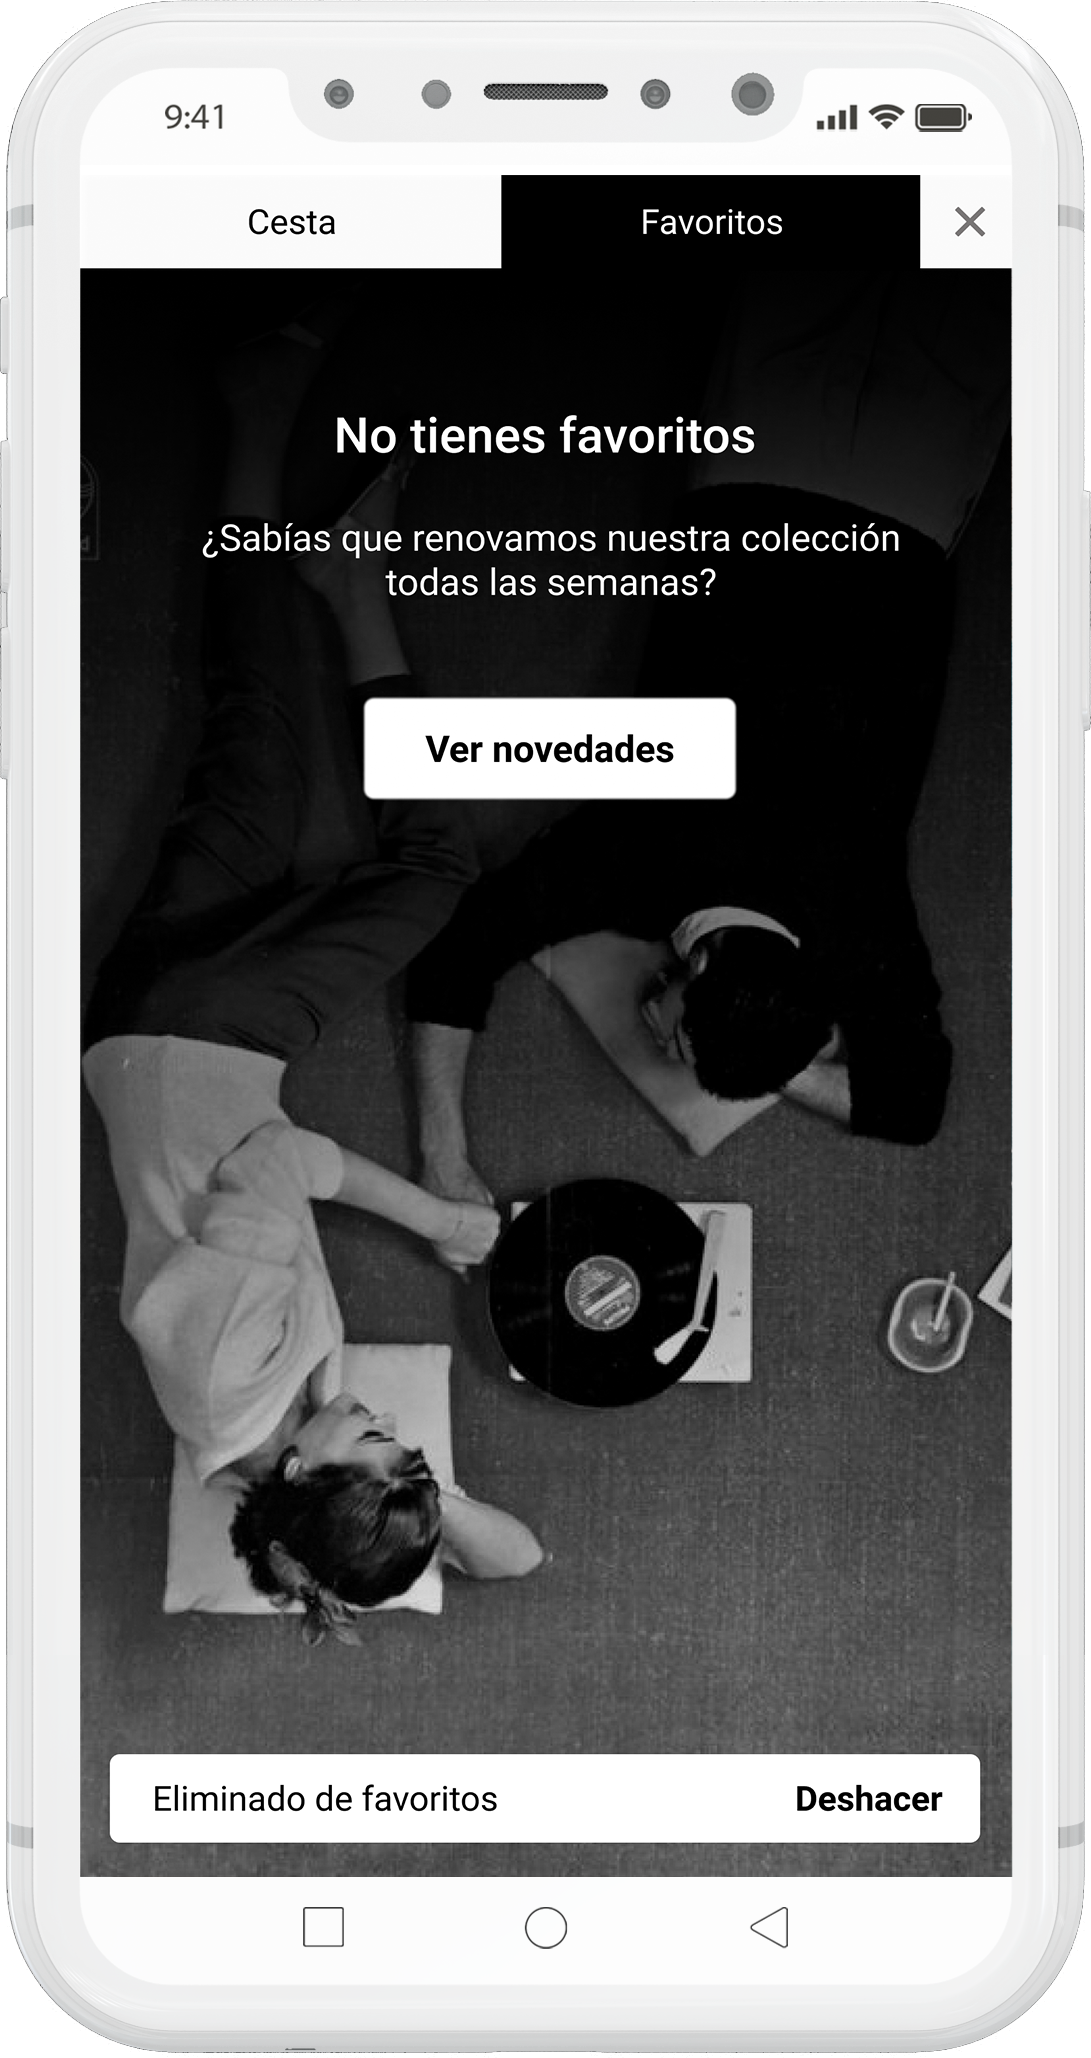 9:41
Cesta
Favoritos
No tienes favoritos
¿Sabías que renovamos nuestra colección
todas las semanas?
Ver novedades
Eliminado de favoritos
Deshacer